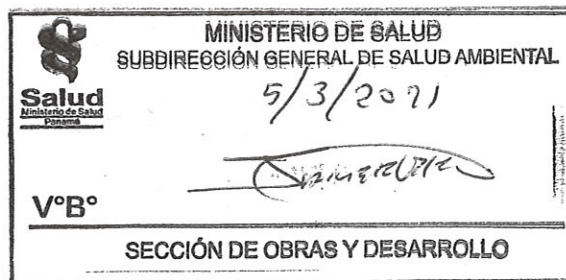 MINISTERIO DE SALUD
SUBDIRECCIÓN GENERAL DE SALUD AMBIENTAL
Salud
Ministerio de Salud
Panamá
5/3/2021
V°B°
SECCIÓN DE OBRAS Y DESARROLLO